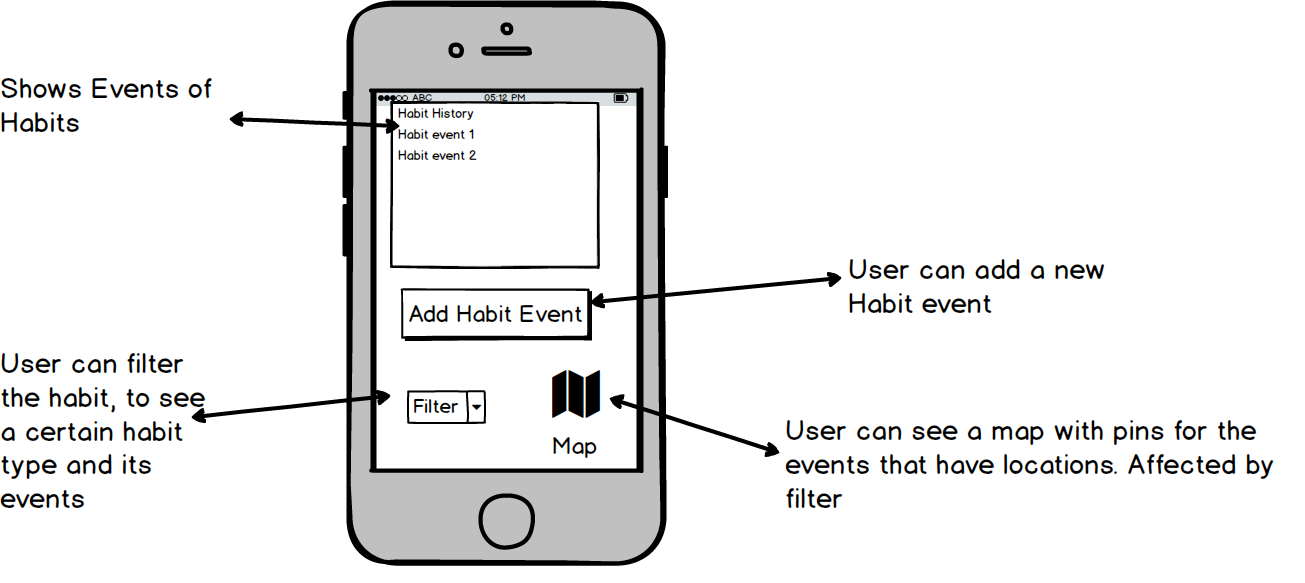 Shows Events of
Habits
ABC 05:12 PM
Habit History
Habit event 1
Habit event 2
User can add a new
Habit event
Add Habit Event
User can filter
the habit, to see
a certain habit
type and its
events
Filter
Map
User can see a map with pins for the
events that have locations. Affected by
filter